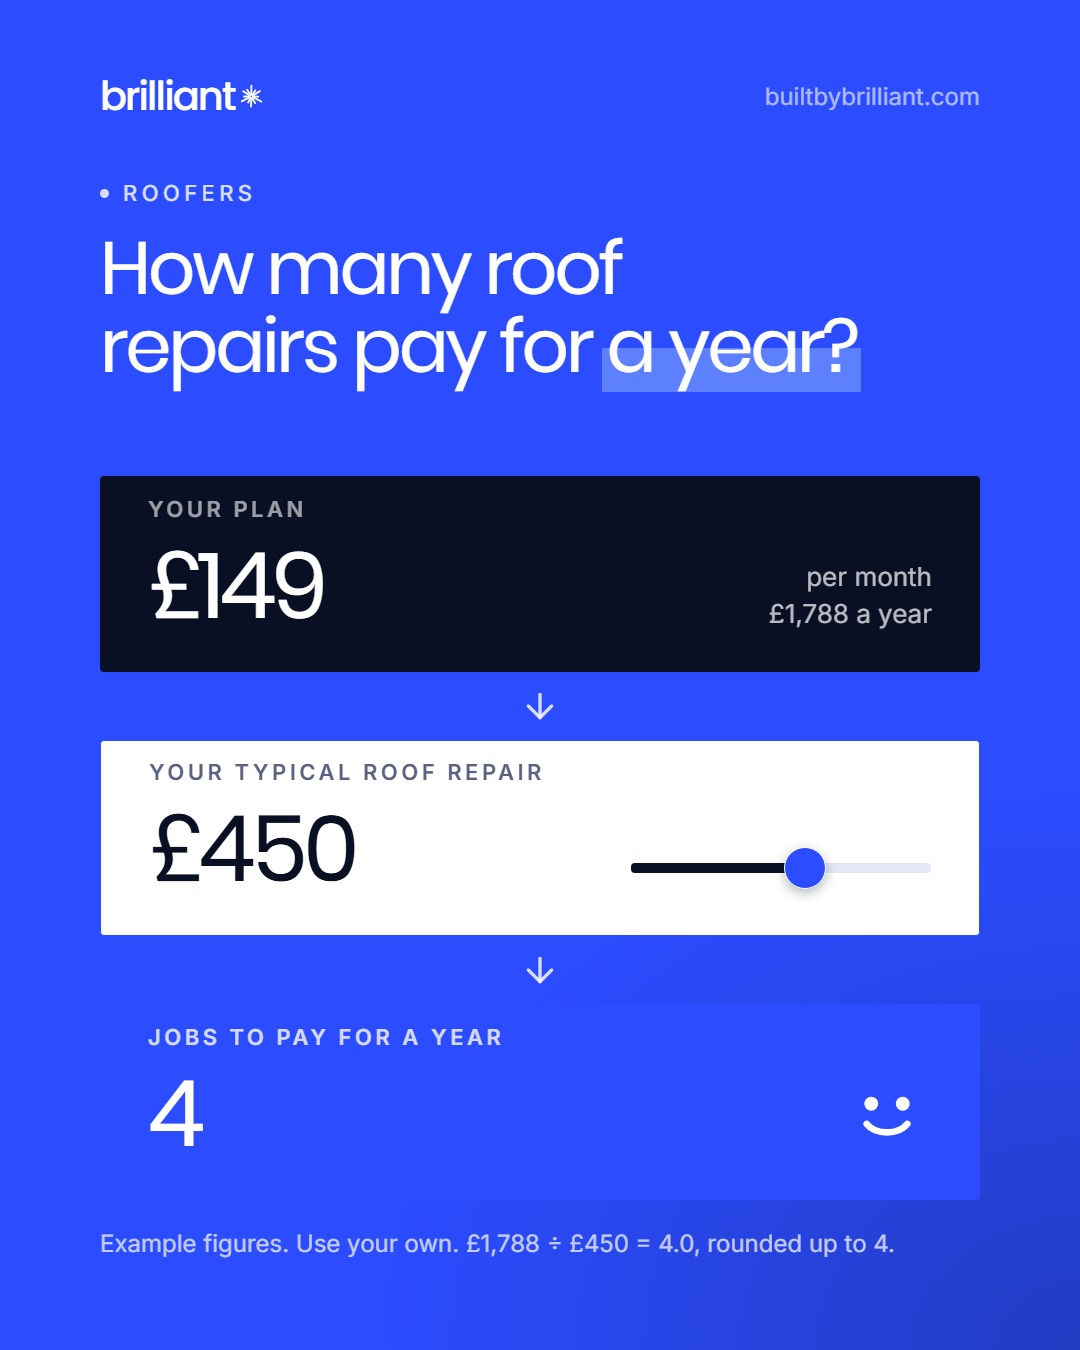 brilliant
builtbybrilliant.com
ROOFERS
How many roof
repairs pay for a year?
YOUR PLAN
£149
per month
£1,788 a year
YOUR TYPICAL ROOF REPAIR
£450
JOBS TO PAY FOR A YEAR
4
Example figures. Use your own. £1,788 ÷ £450 = 4.0, rounded up to 4.